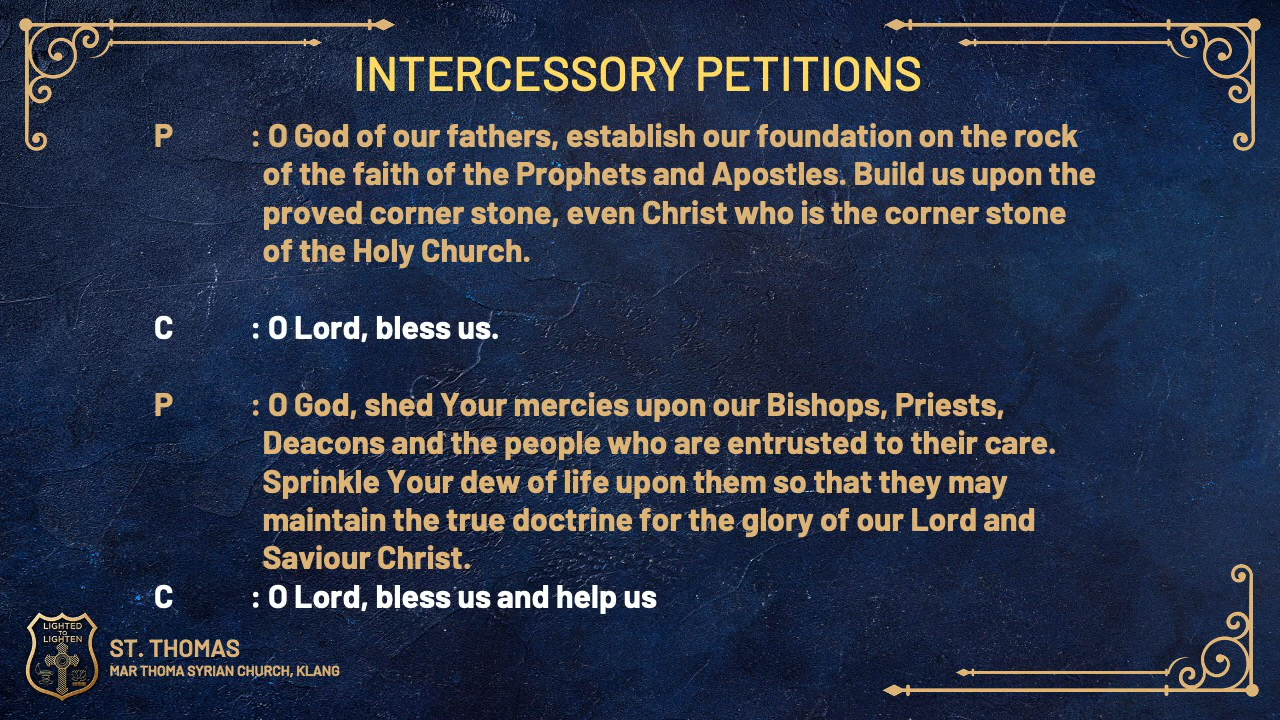 INTERCESSORY PETITIONS
P : O God of our fathers, establish our foundation on the rock
of the faith of the Prophets and Apostles. Build us upon the
proved corner stone, even Christ who is the corner stone
of the Holy Church.
C : O Lord, bless us.
P : O God, shed Your mercies upon our Bishops, Priests,
Deacons and the people who are entrusted to their care.
Sprinkle Your dew of life upon them so that they may
maintain the true doctrine for the glory of our Lord and
Saviour Christ.
C : O Lord, bless us and help us
LIGHTED
TO
LIGHTEN
ST. THOMAS
MAR THOMA SYRIAN CHURCH, KLANG